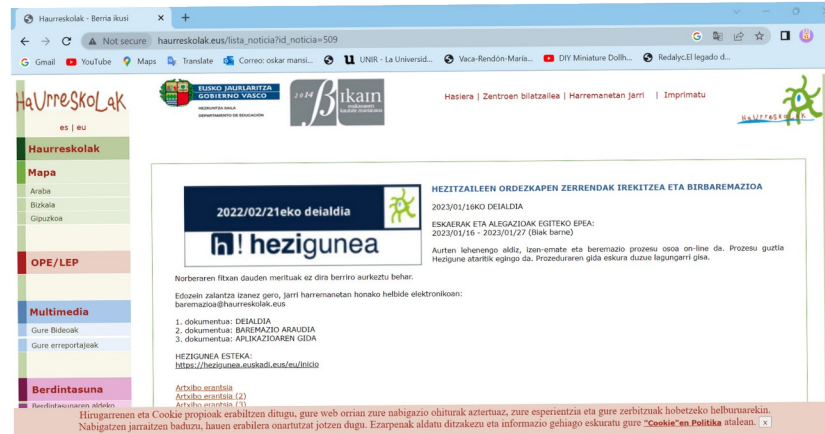 Haurreskolak - Berria ikusi
Not secure haurreskolak.eus/lista_noticia?id_noticia=509
Gmail YouTube Maps Translate Correo: oskar mansi... UNIR - La Universid... Vaca-Rendón-María... DIY Miniature Dollh... Redalyc.El legado d...
HaUrreSkoLak
es | eu
EUSKO JAURLARITZA
GOBIERNO VASCO
HEZKUNTZA SAILA
DEPARTAMENTO DE EDUCACIÓN
2014 Bikain
Hasiera | Zentroen bilatzailea | Harremanetan jarri | Imprimatu
HaUrreskolak
Haurreskolak
Mapa
Araba
Bizkaia
Gipuzkoa
OPE/LEP
Multimedia
Gure Bideoak
Gure erreportajeak
Berdintasuna
Berdintasunaren aldeko
2022/02/21eko deialdia
h! hezigunea
HEZITZAILEEN ORDEZKAPEN ZERRENDAK IREKITZEA ETA BIRBAREMAZIOA
2023/01/16KO DEIALDIA
ESKAERAK ETA ALEGAZIOAK EGITEKO EPEA:
2023/01/16 - 2023/01/27 (Biak barne)
Aurten lehenengo aldiz, izen-emate eta beremazio prozesu osoa on-line da. Prozesu guztia
Hezigune ataritik egingo da. Prozeduraren gida eskura duzue lagungarri gisa.
Norberaren fitxan dauden merituak ez dira berriro aurkeztu behar.
Edozein zalantza izanez gero, jarri harremanetan honako helbide elektronikoan:
baremazioa@haurreskolak.eus
1. dokumentua: DEIALDIA
2. dokumentua: BAREMAZIO ARAUDIA
3. dokumentua: APLIKAZIOAREN GIDA
HEZIGUNEA ESTEKA:
https://hezigunea.euskadi.eus/eu/inicio
Artxibo erantsia
Artxibo erantsia (2)
Artxibo erantsia (3)
Hirugarrenen eta Cookie propioak erabiltzen ditugu, gure web orrian zure nabigazio ohiturak aztertuaz, zure esperientzia eta gure zerbitzuak hobetzeko helburuarekin.
Nabigatzen jarraitzen baduzu, hauen erabilera onartutzat jotzen dugu. Ezarpenak aldatu ditzakezu eta informazio gehiago eskuratu gure "Cookie"en Politika atalean. x